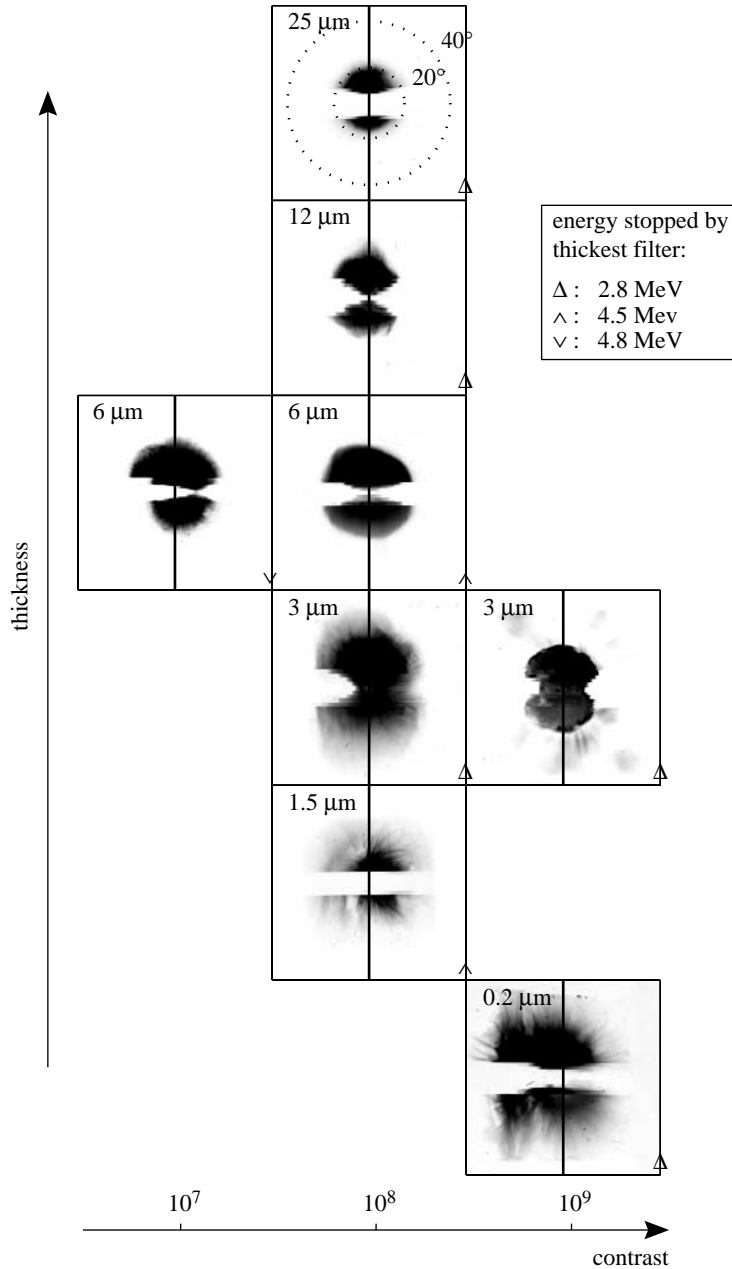 25 μm
40°
20°
Δ
12 μm
energy stopped by
thickest filter:
Δ : 2.8 MeV
^ : 4.5 Mev
v : 4.8 MeV
Δ
6 μm
6 μm
v
^
thickness
3 μm
3 μm
Δ
Δ
1.5 μm
^
0.2 μm
Δ
10⁷
10⁸
10⁹
contrast